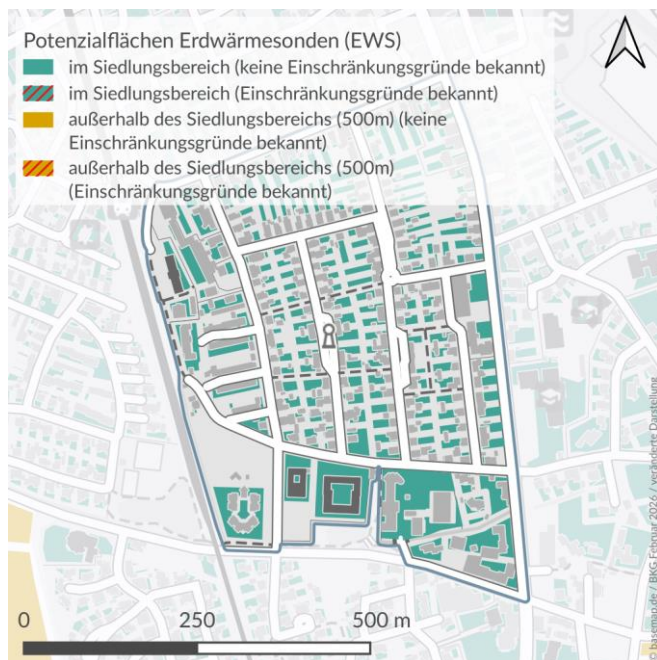 Potenzialflächen Erdwärmesonden (EWS)
im Siedlungsbereich (keine Einschränkungsgründe bekannt)
im Siedlungsbereich (Einschränkungsgründe bekannt)
außerhalb des Siedlungsbereichs (500m) (keine
Einschränkungsgründe bekannt)
außerhalb des Siedlungsbereichs (500m)
(Einschränkungsgründe bekannt)
0 250 500 m
© basemap.de / BKG Februar 2026 / veränderte Darstellung